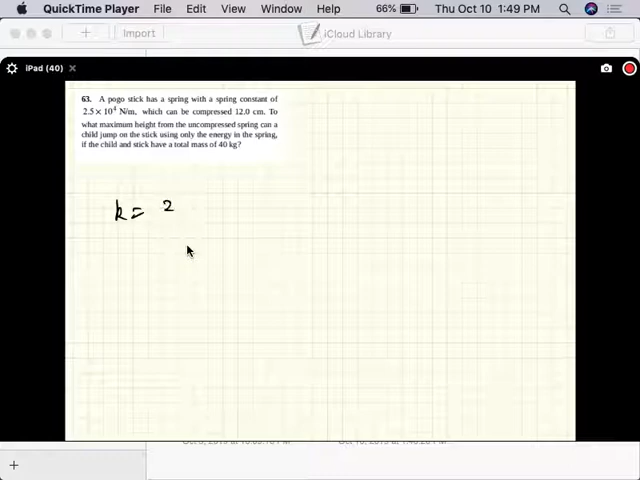 QuickTime Player File Edit View Window Help 66% Thu Oct 10 1:49 PM
Import iCloud Library
iPad (40)
63. A pogo stick has a spring with a spring constant of
2.5 × 10⁴ N/m, which can be compressed 12.0 cm. To
what maximum height from the uncompressed spring can a
child jump on the stick using only the energy in the spring,
if the child and stick have a total mass of 40 kg?
k = 2